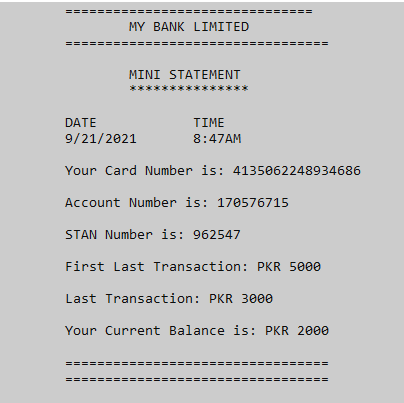 ===============================
MY BANK LIMITED
=================================
MINI STATEMENT
***************
DATE TIME
9/21/2021 8:47AM
Your Card Number is: 4135062248934686
Account Number is: 170576715
STAN Number is: 962547
First Last Transaction: PKR 5000
Last Transaction: PKR 3000
Your Current Balance is: PKR 2000
=================================
=================================